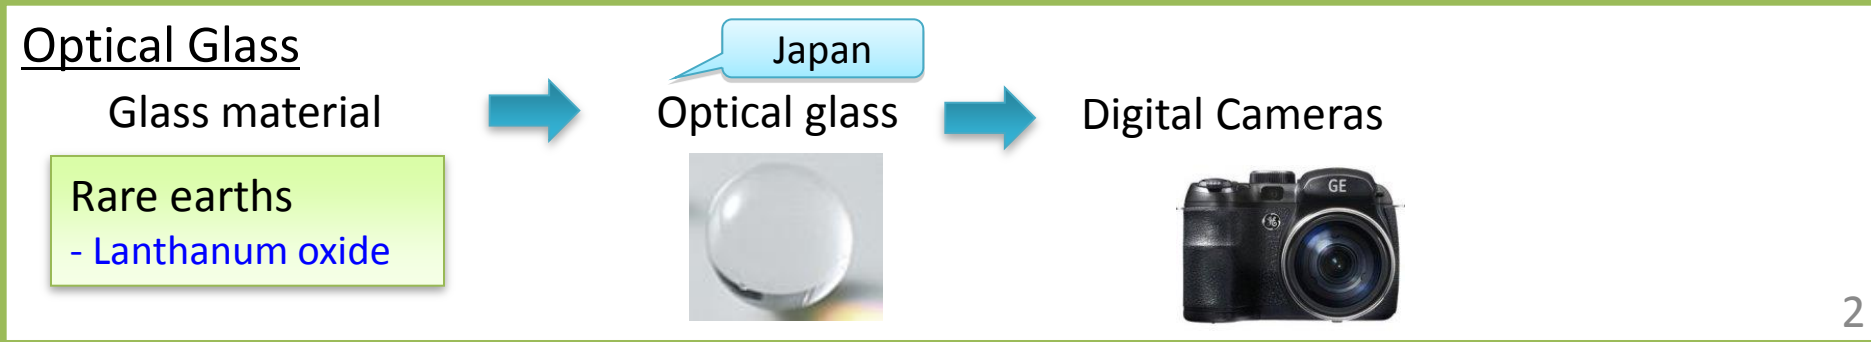 Optical Glass
Japan
Glass material
Optical glass
Digital Cameras
Rare earths
- Lanthanum oxide
GE
2